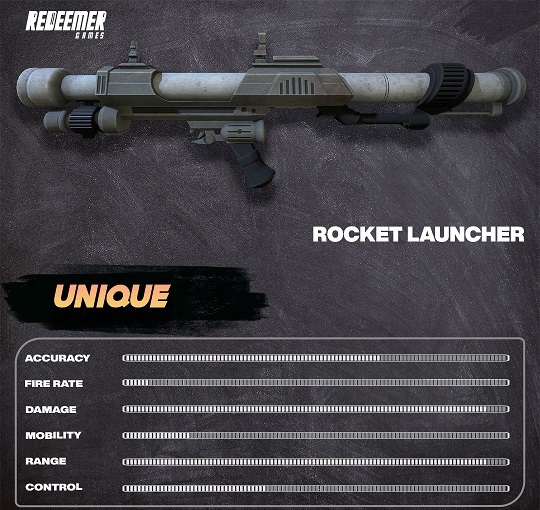 REDEEMER
GAMES
ROCKET LAUNCHER
UNIQUE
ACCURACY
FIRE RATE
DAMAGE
MOBILITY
RANGE
CONTROL